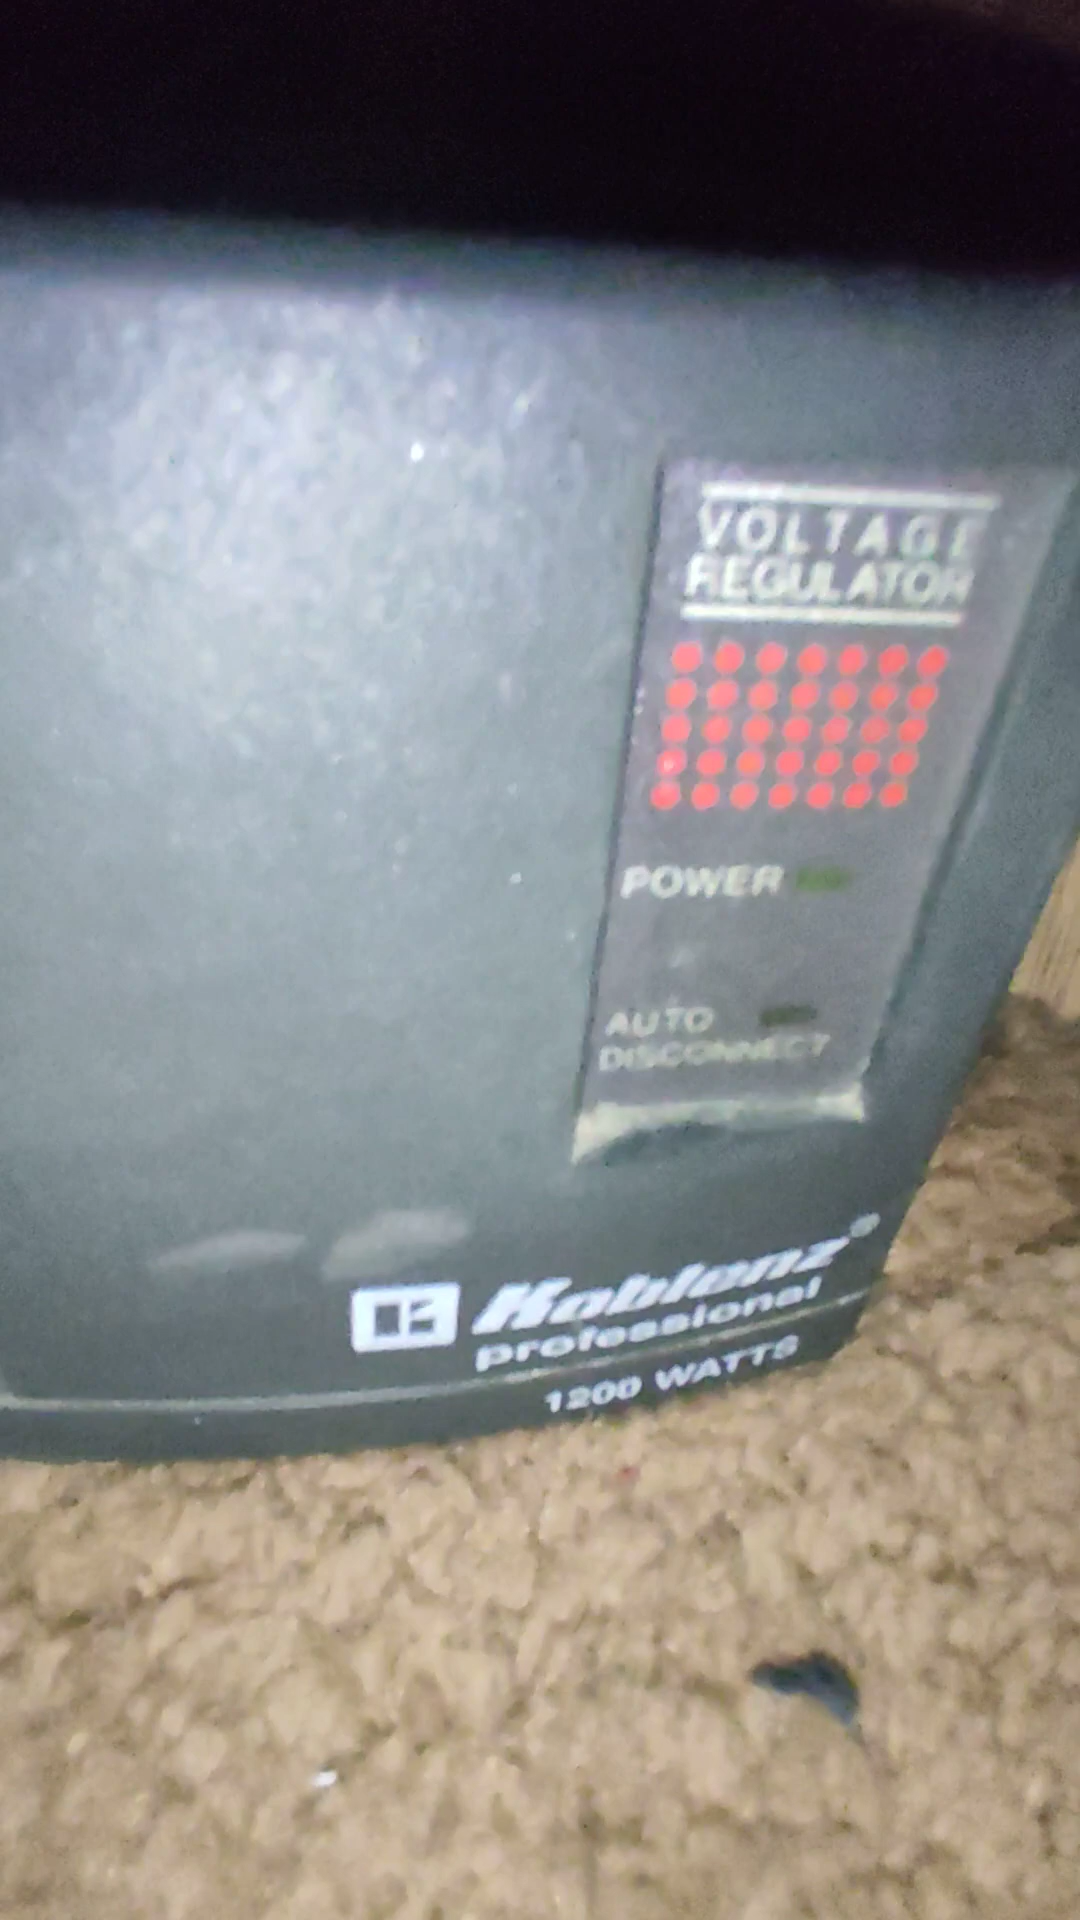 VOLTAGE
REGULATOR
POWER
AUTO
DISCONNECT
K Koblenz®
professional
1200 WATTS